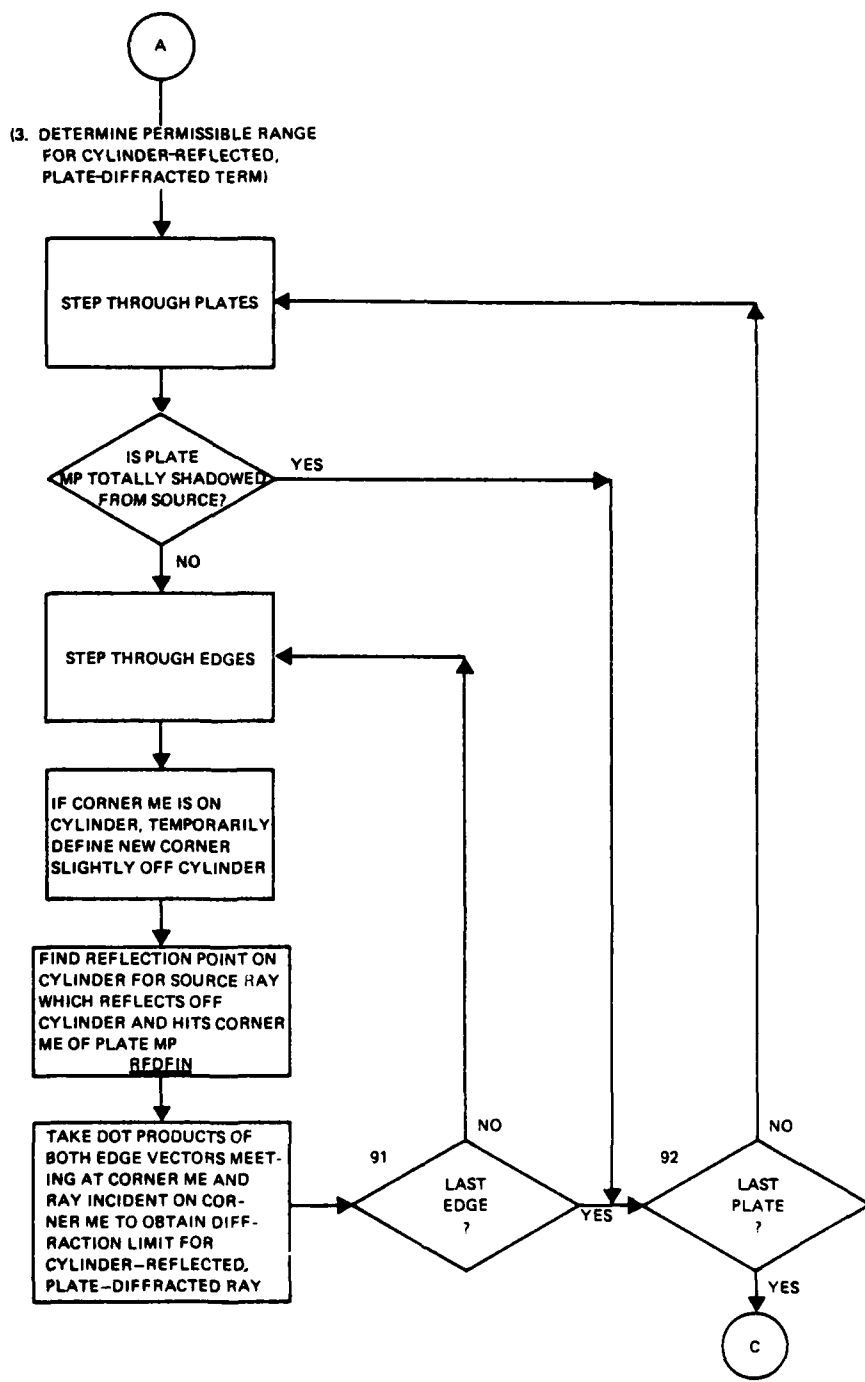 A
(3. DETERMINE PERMISSIBLE RANGE
FOR CYLINDER-REFLECTED,
PLATE-DIFFRACTED TERM)
STEP THROUGH PLATES
IS PLATE
MP TOTALLY SHADOWED
FROM SOURCE?
YES
NO
STEP THROUGH EDGES
IF CORNER ME IS ON
CYLINDER, TEMPORARILY
DEFINE NEW CORNER
SLIGHTLY OFF CYLINDER
FIND REFLECTION POINT ON
CYLINDER FOR SOURCE RAY
WHICH REFLECTS OFF
CYLINDER AND HITS CORNER
ME OF PLATE MP
RFDFIN
TAKE DOT PRODUCTS OF
BOTH EDGE VECTORS MEET-
ING AT CORNER ME AND
RAY INCIDENT ON COR-
NER ME TO OBTAIN DIFF-
RACTION LIMIT FOR
CYLINDER-REFLECTED,
PLATE-DIFFRACTED RAY
91
NO
LAST
EDGE
?
YES
92
NO
LAST
PLATE
?
YES
C